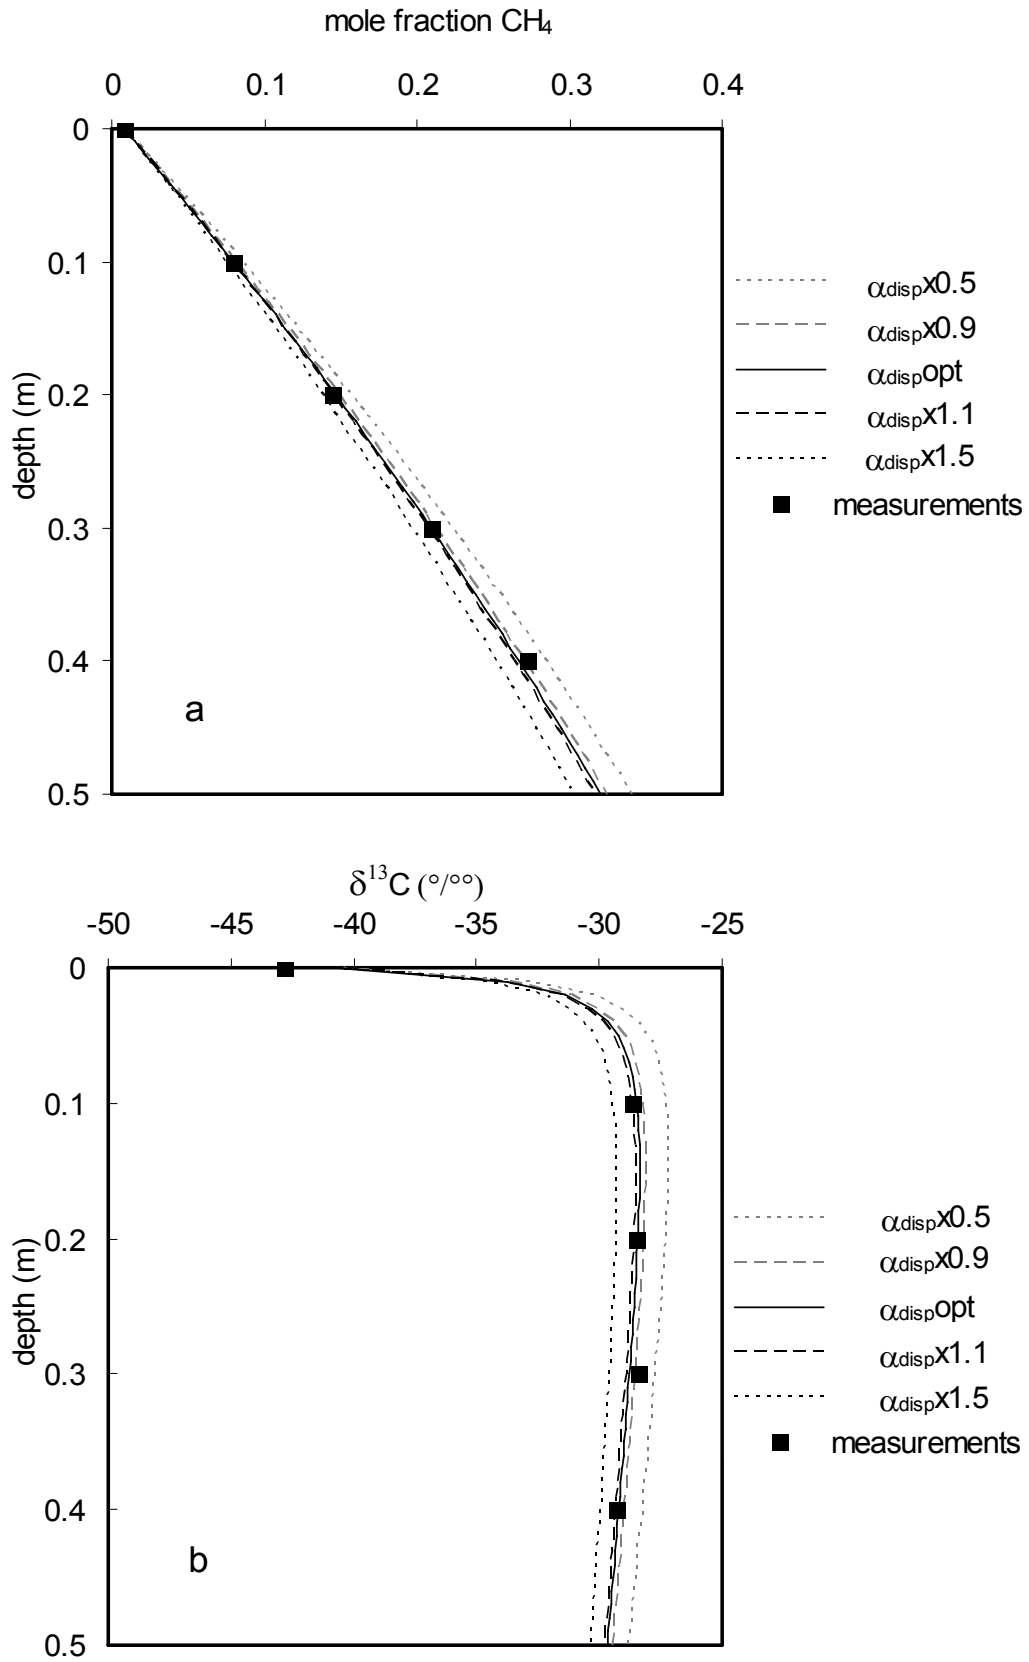 mole fraction CH₄
0 0.1 0.2 0.3 0.4
0
0.1
0.2
0.3
0.4
0.5
depth (m)
a
αdispx0.5
αdispx0.9
αdispopt
αdispx1.1
αdispx1.5
measurements
δ¹³C (°/°°)
-50 -45 -40 -35 -30 -25
0
0.1
0.2
0.3
0.4
0.5
depth (m)
b
αdispx0.5
αdispx0.9
αdispopt
αdispx1.1
αdispx1.5
measurements